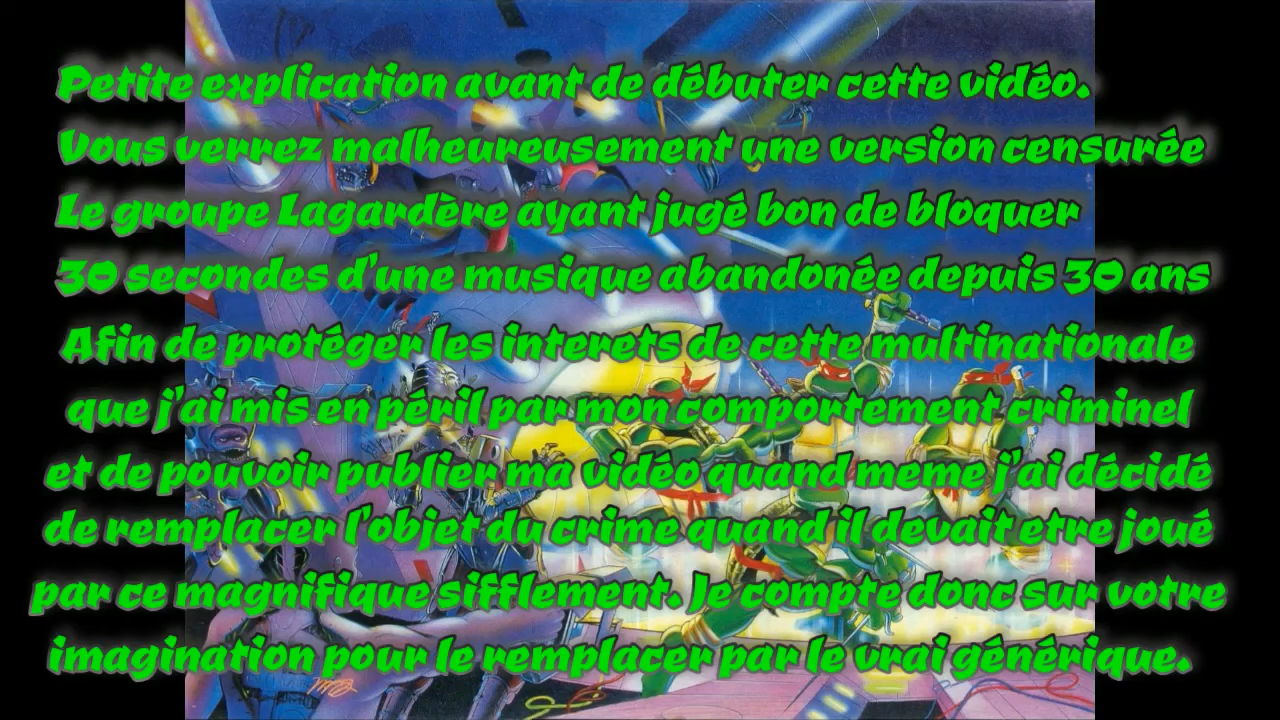 Petite explication avant de débuter cette vidéo.
Vous verrez malheureusement une version censurée
Le groupe Lagardère ayant jugé bon de bloquer
30 secondes d'une musique abandonée depuis 30 ans
Afin de protéger les interets de cette multinationale
que j'ai mis en péril par mon comportement criminel
et de pouvoir publier ma vidéo quand meme j'ai décidé
de remplacer l'objet du crime quand il devait etre joué
par ce magnifique sifflement. Je compte donc sur votre
imagination pour le remplacer par le vrai générique.